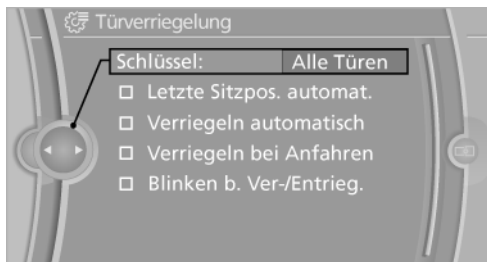 Türverriegelung
Schlüssel: Alle Türen
Letzte Sitzpos. automat.
Verriegeln automatisch
Verriegeln bei Anfahren
Blinken b. Ver-/Entrieg.